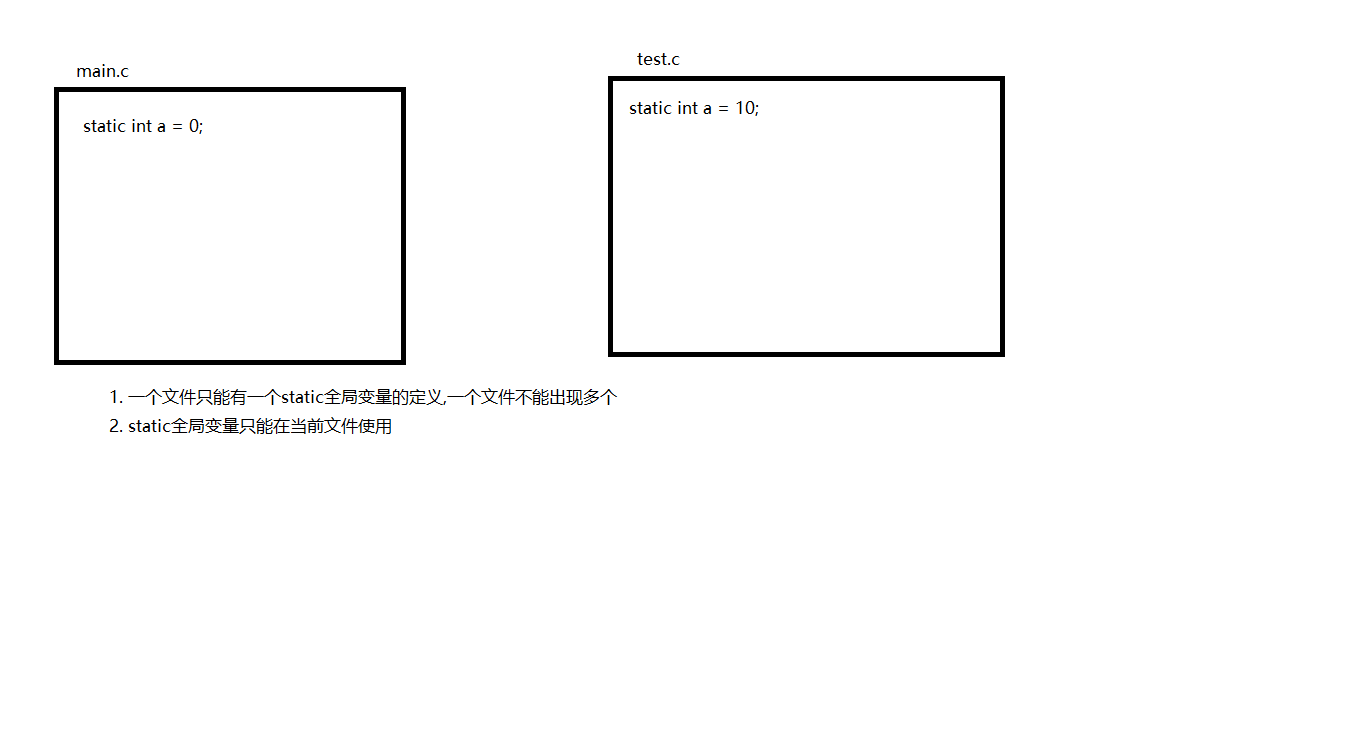 main.c
static int a = 0;
test.c
static int a = 10;
1. 一个文件只能有一个static全局变量的定义,一个文件不能出现多个
2. static全局变量只能在当前文件使用